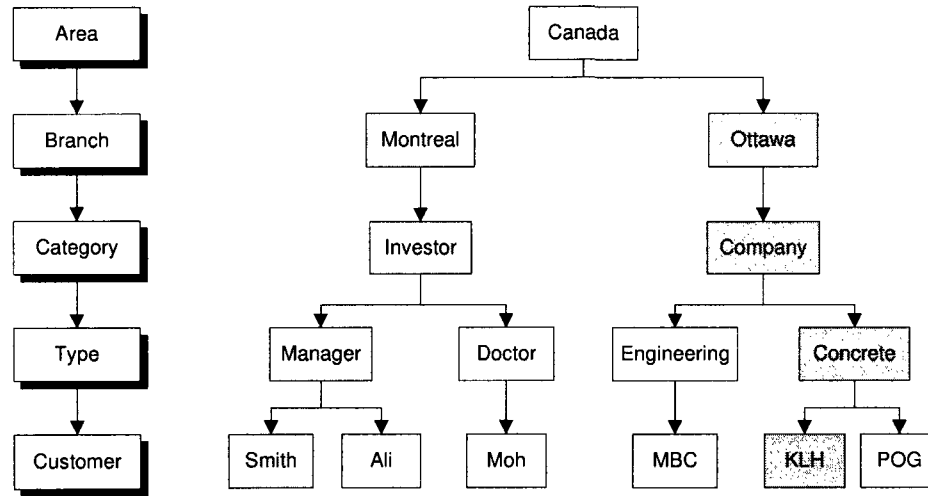 Area
Canada
Branch
Montreal
Ottawa
Category
Investor
Company
Type
Manager
Doctor
Engineering
Concrete
Customer
Smith
Ali
Moh
MBC
KLH
POG